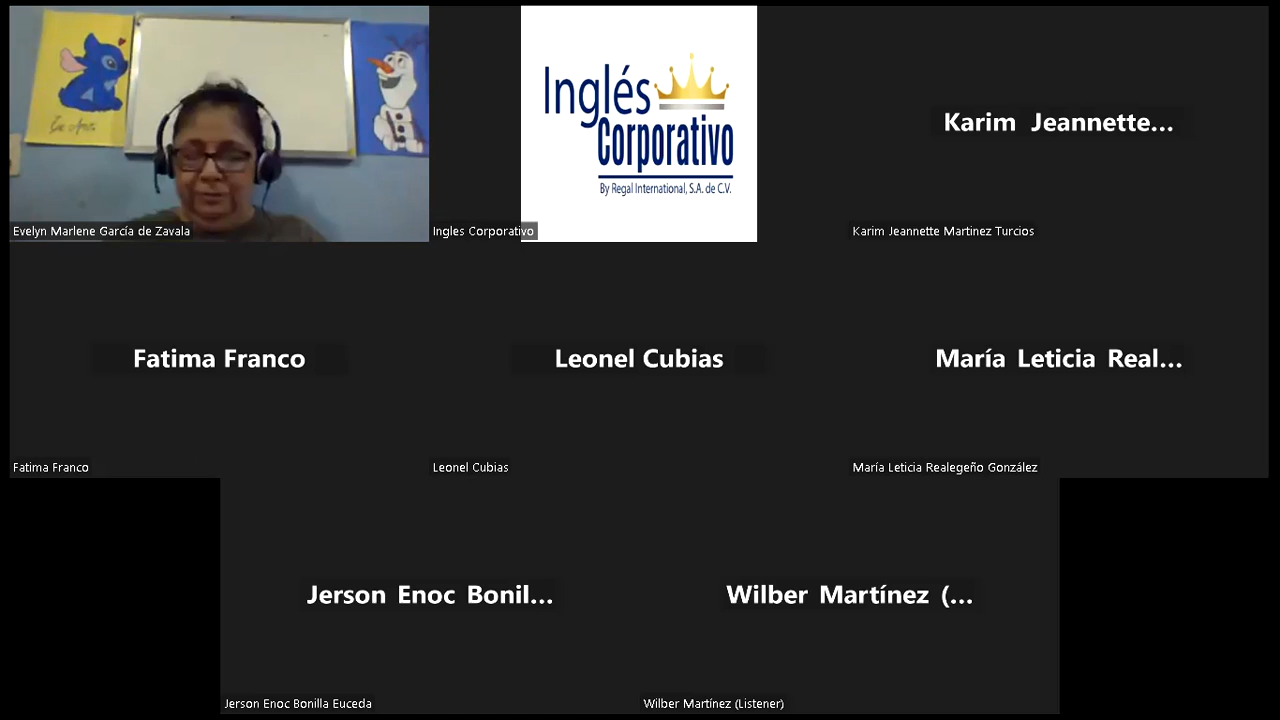 Evelyn Marlene García de Zavala
Inglés
Corporativo
By Regal International, S.A. de C.V.
Ingles Corporativo
Karim Jeannette...
Karim Jeannette Martinez Turcios
Fatima Franco
Fatima Franco
Leonel Cubias
Leonel Cubias
María Leticia Real...
María Leticia Realegeño González
Jerson Enoc Bonil...
Jerson Enoc Bonilla Euceda
Wilber Martínez (...
Wilber Martínez (Listener)